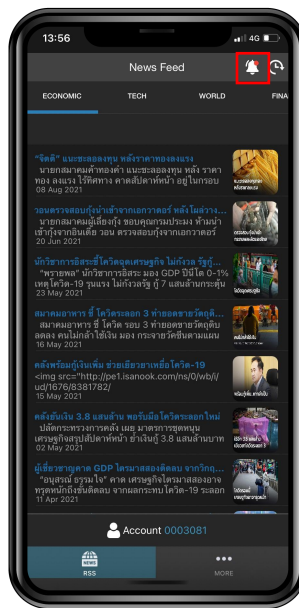 13:56
4G
News Feed
ECONOMIC TECH WORLD FINA
“จิตติ” แนะชะลอลงทุน หลังราคาทองลงแรง
นายกสมาคมค้าทองคำ แนะชะลอลงทุน หลัง ราคา
ทอง ลงแรง ไร้ทิศทาง คาดสัปดาห์หน้า อยู่ในกรอบ
08 Aug 2021
วอนตรวจสอบกุ้งนำเข้าจากเอกวาดอร์ หลัง โผล่วาง...
นายกสมาคมผู้เลี้ยงกุ้ง ขอบคุณกรมประมง ห้ามนำ
เข้ากุ้งจากอินเดีย วอน ตรวจสอบกุ้งจากเอกวาดอร์
20 Jun 2021
นักวิชาการอิสระชี้โควิดฉุดเศรษฐกิจ ไม่กังวล รัฐกู้...
“พรายพล” นักวิชาการอิสระ มอง GDP ปีนี้โต 0-1%
เหตุโควิด-19 รุนแรง ไม่กังวลรัฐ กู้ 7 แสนล้านกระตุ้น
23 May 2021
สมาคมอาหาร ชี้ โควิดระลอก 3 ทำยอดขายวัตถุดิ...
สมาคมอาหาร ชี้ โควิด รอบ 3 ทำยอดขายวัตถุดิบ
ลดลง คนไม่กล้าใช้เงิน มอง กระจายวัคซีนตามแผน
16 May 2021
คลังพร้อมกู้เงินเพิ่ม ช่วยเยียวยาเหยื่อโควิด-19
<img src="http://pe1.isanook.com/ns/0/wb/i/
ud/1676/8381782/
15 May 2021
คลังยันเงิน 3.8 แสนล้าน พอรับมือโควิดระลอกใหม่
ปลัดกระทรวงการคลัง เผย มาตรการชุดหนุน
เศรษฐกิจสรุปสัปดาห์หน้า ย้ำเงินกู้ 3.8 แสนล้านบาท
02 May 2021
ผู้เชี่ยวชาญคาด GDP ไตรมาสสองติดลบ จากวิกฤ...
“อนุสรณ์ ธรรมใจ” คาด เศรษฐกิจไตรมาสสองอาจ
ทรุดหนักถึงขั้นติดลบ จากผลกระทบโควิด-19 ระลอก
11 Apr 2021
Account 0003081
NEWS
RSS MORE